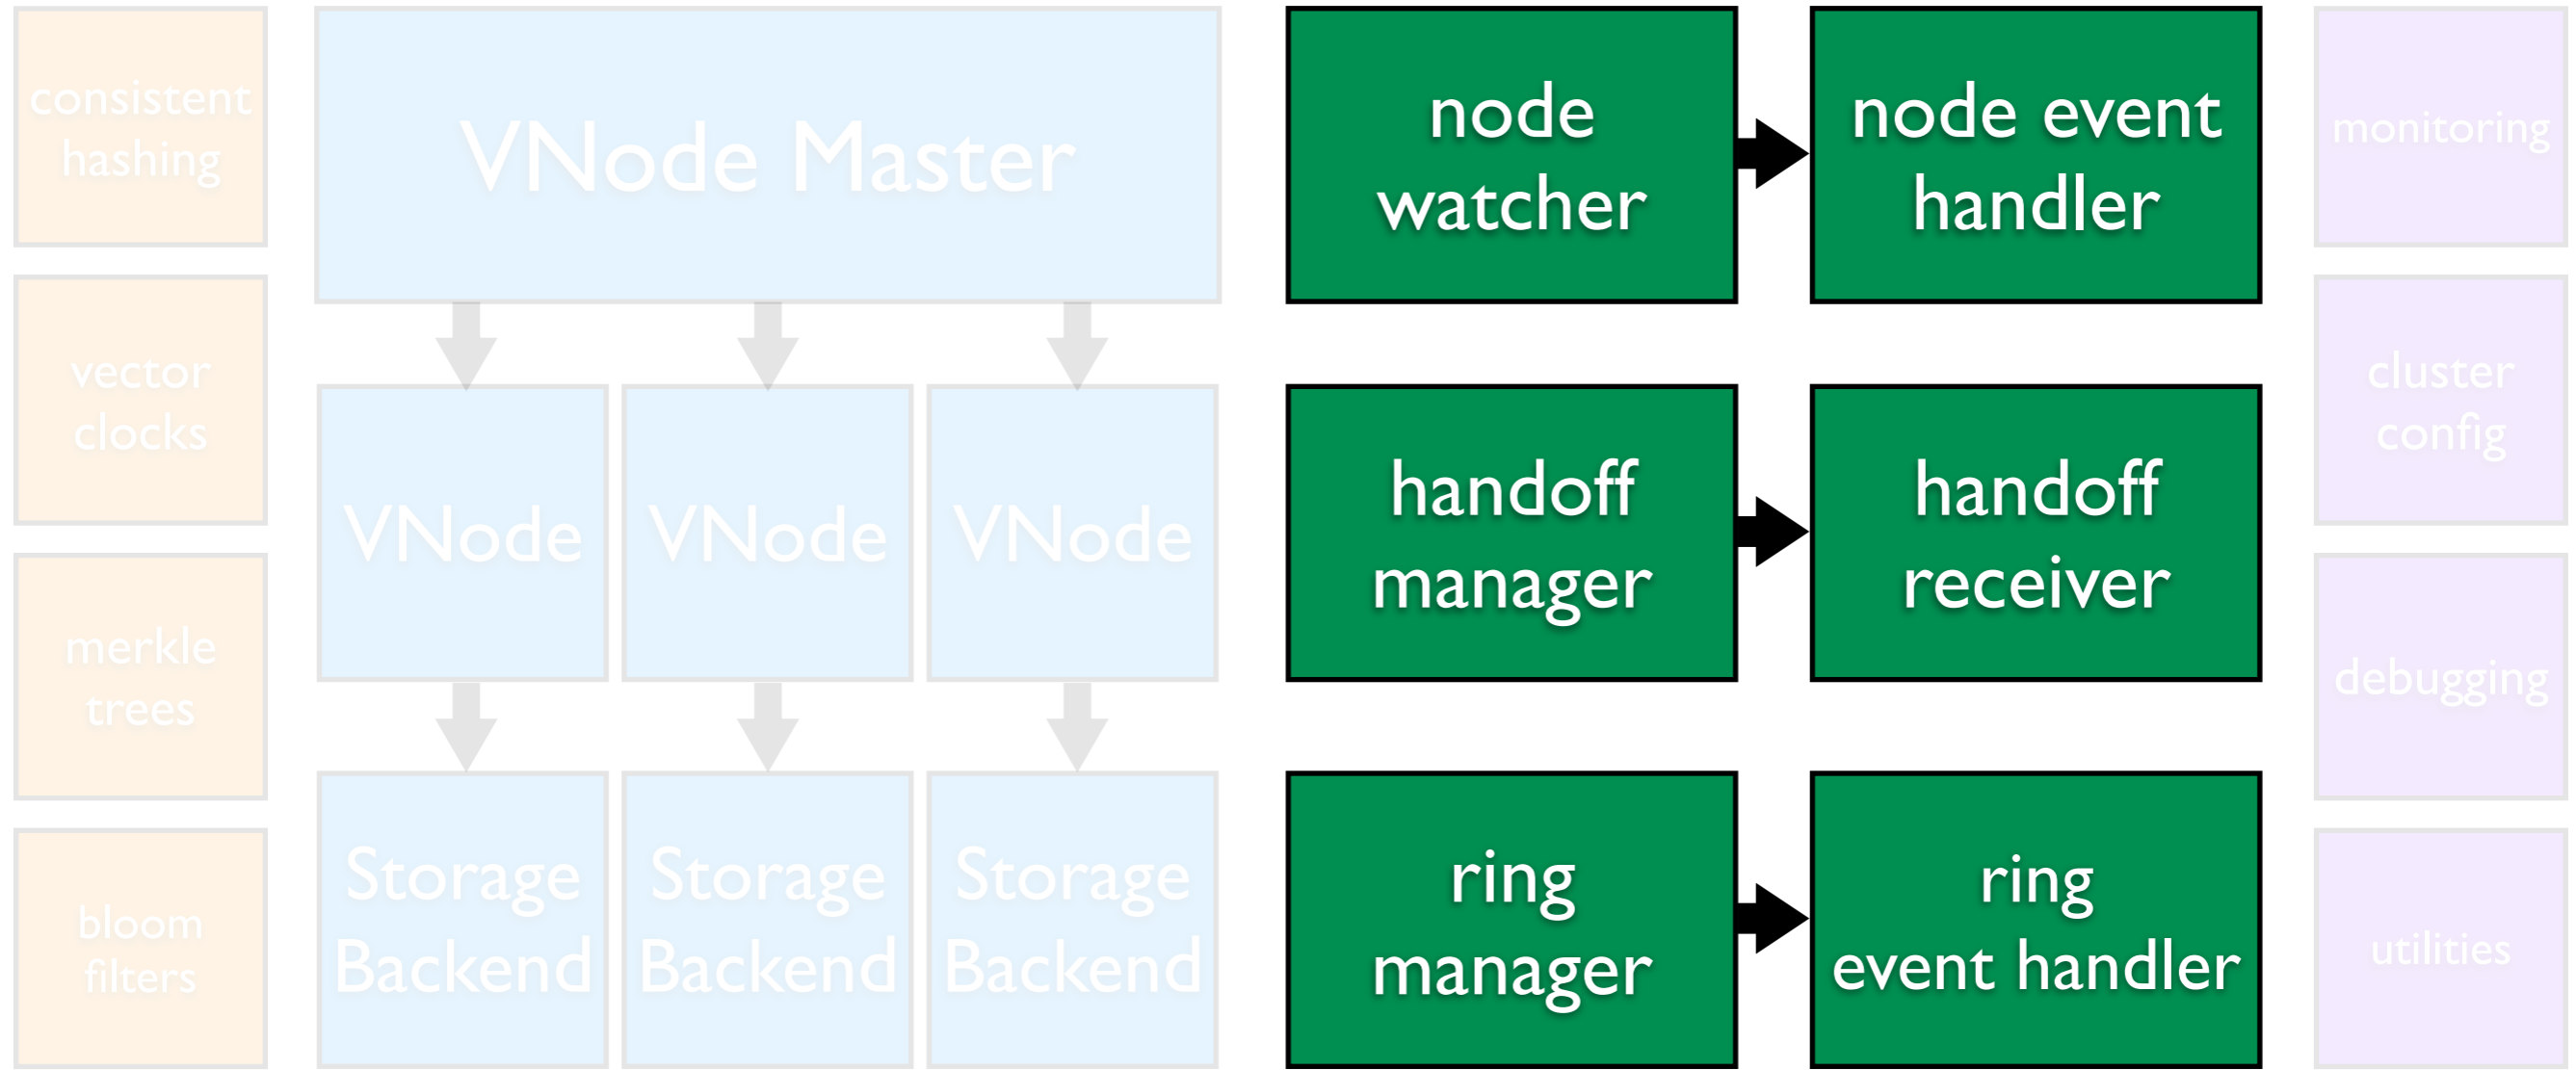 consistent
hashing
vector
clocks
merkle
trees
bloom
filters
VNode Master
VNode
VNode
VNode
Storage
Backend
Storage
Backend
Storage
Backend
node
watcher
node event
handler
handoff
manager
handoff
receiver
ring
manager
ring
event handler
monitoring
cluster
config
debugging
utilities